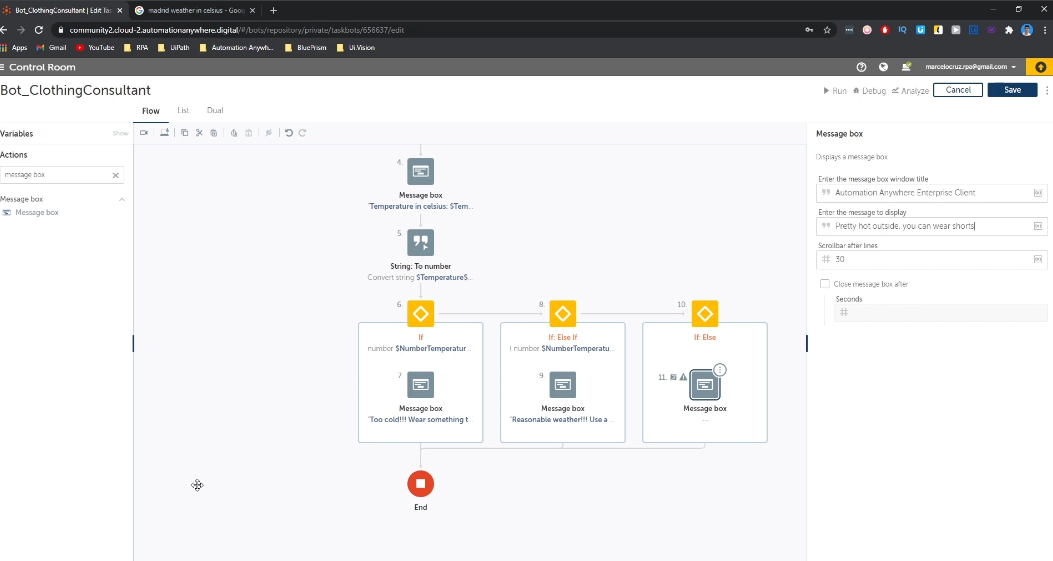 Bot_ClothingConsultant | Edit Ta
madrid weather in celsius - Goo
community2.cloud-2.automationanywhere.digital/#/bots/repository/private/taskbots/656637/edit
Apps Gmail YouTube RPA UiPath Automation Anywh... BluePrism Ui.Vision
Control Room
marcelocruz.rpa@gmail.com
Bot_ClothingConsultant
Run Debug Analyze Cancel Save
Flow List Dual
Variables Show
Actions
message box
Message box
Message box
4.
Message box
"Temperature in celsius: $Tem...
5.
String: To number
Convert string $TemperatureS...
6. 8. 10.
If If: Else If If: Else
number $NumberTemperatur... number $NumberTemperatu...
7. 9. 11.
Message box Message box Message box
"Too cold!!! Wear something t... "Reasonable weather!!! Use a ... --
End
Message box
Displays a message box
Enter the message box window title
Automation Anywhere Enterprise Client
Enter the message to display
Pretty hot outside, you can wear shorts
Scrollbar after lines
# 30
Close message box after
Seconds
#